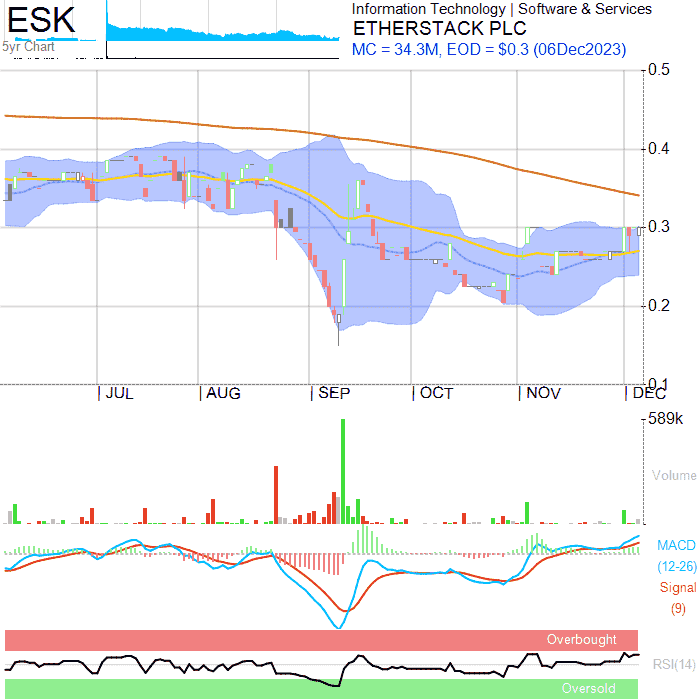 ESK
5yr Chart
Information Technology | Software & Services
ETHERSTACK PLC
MC = 34.3M, EOD = $0.3 (06Dec2023)
0.5
0.4
0.3
0.2
0.1
JUL AUG SEP OCT NOV DEC
589k
Volume
MACD
(12-26)
Signal
(9)
Overbought
RSI(14)
Oversold